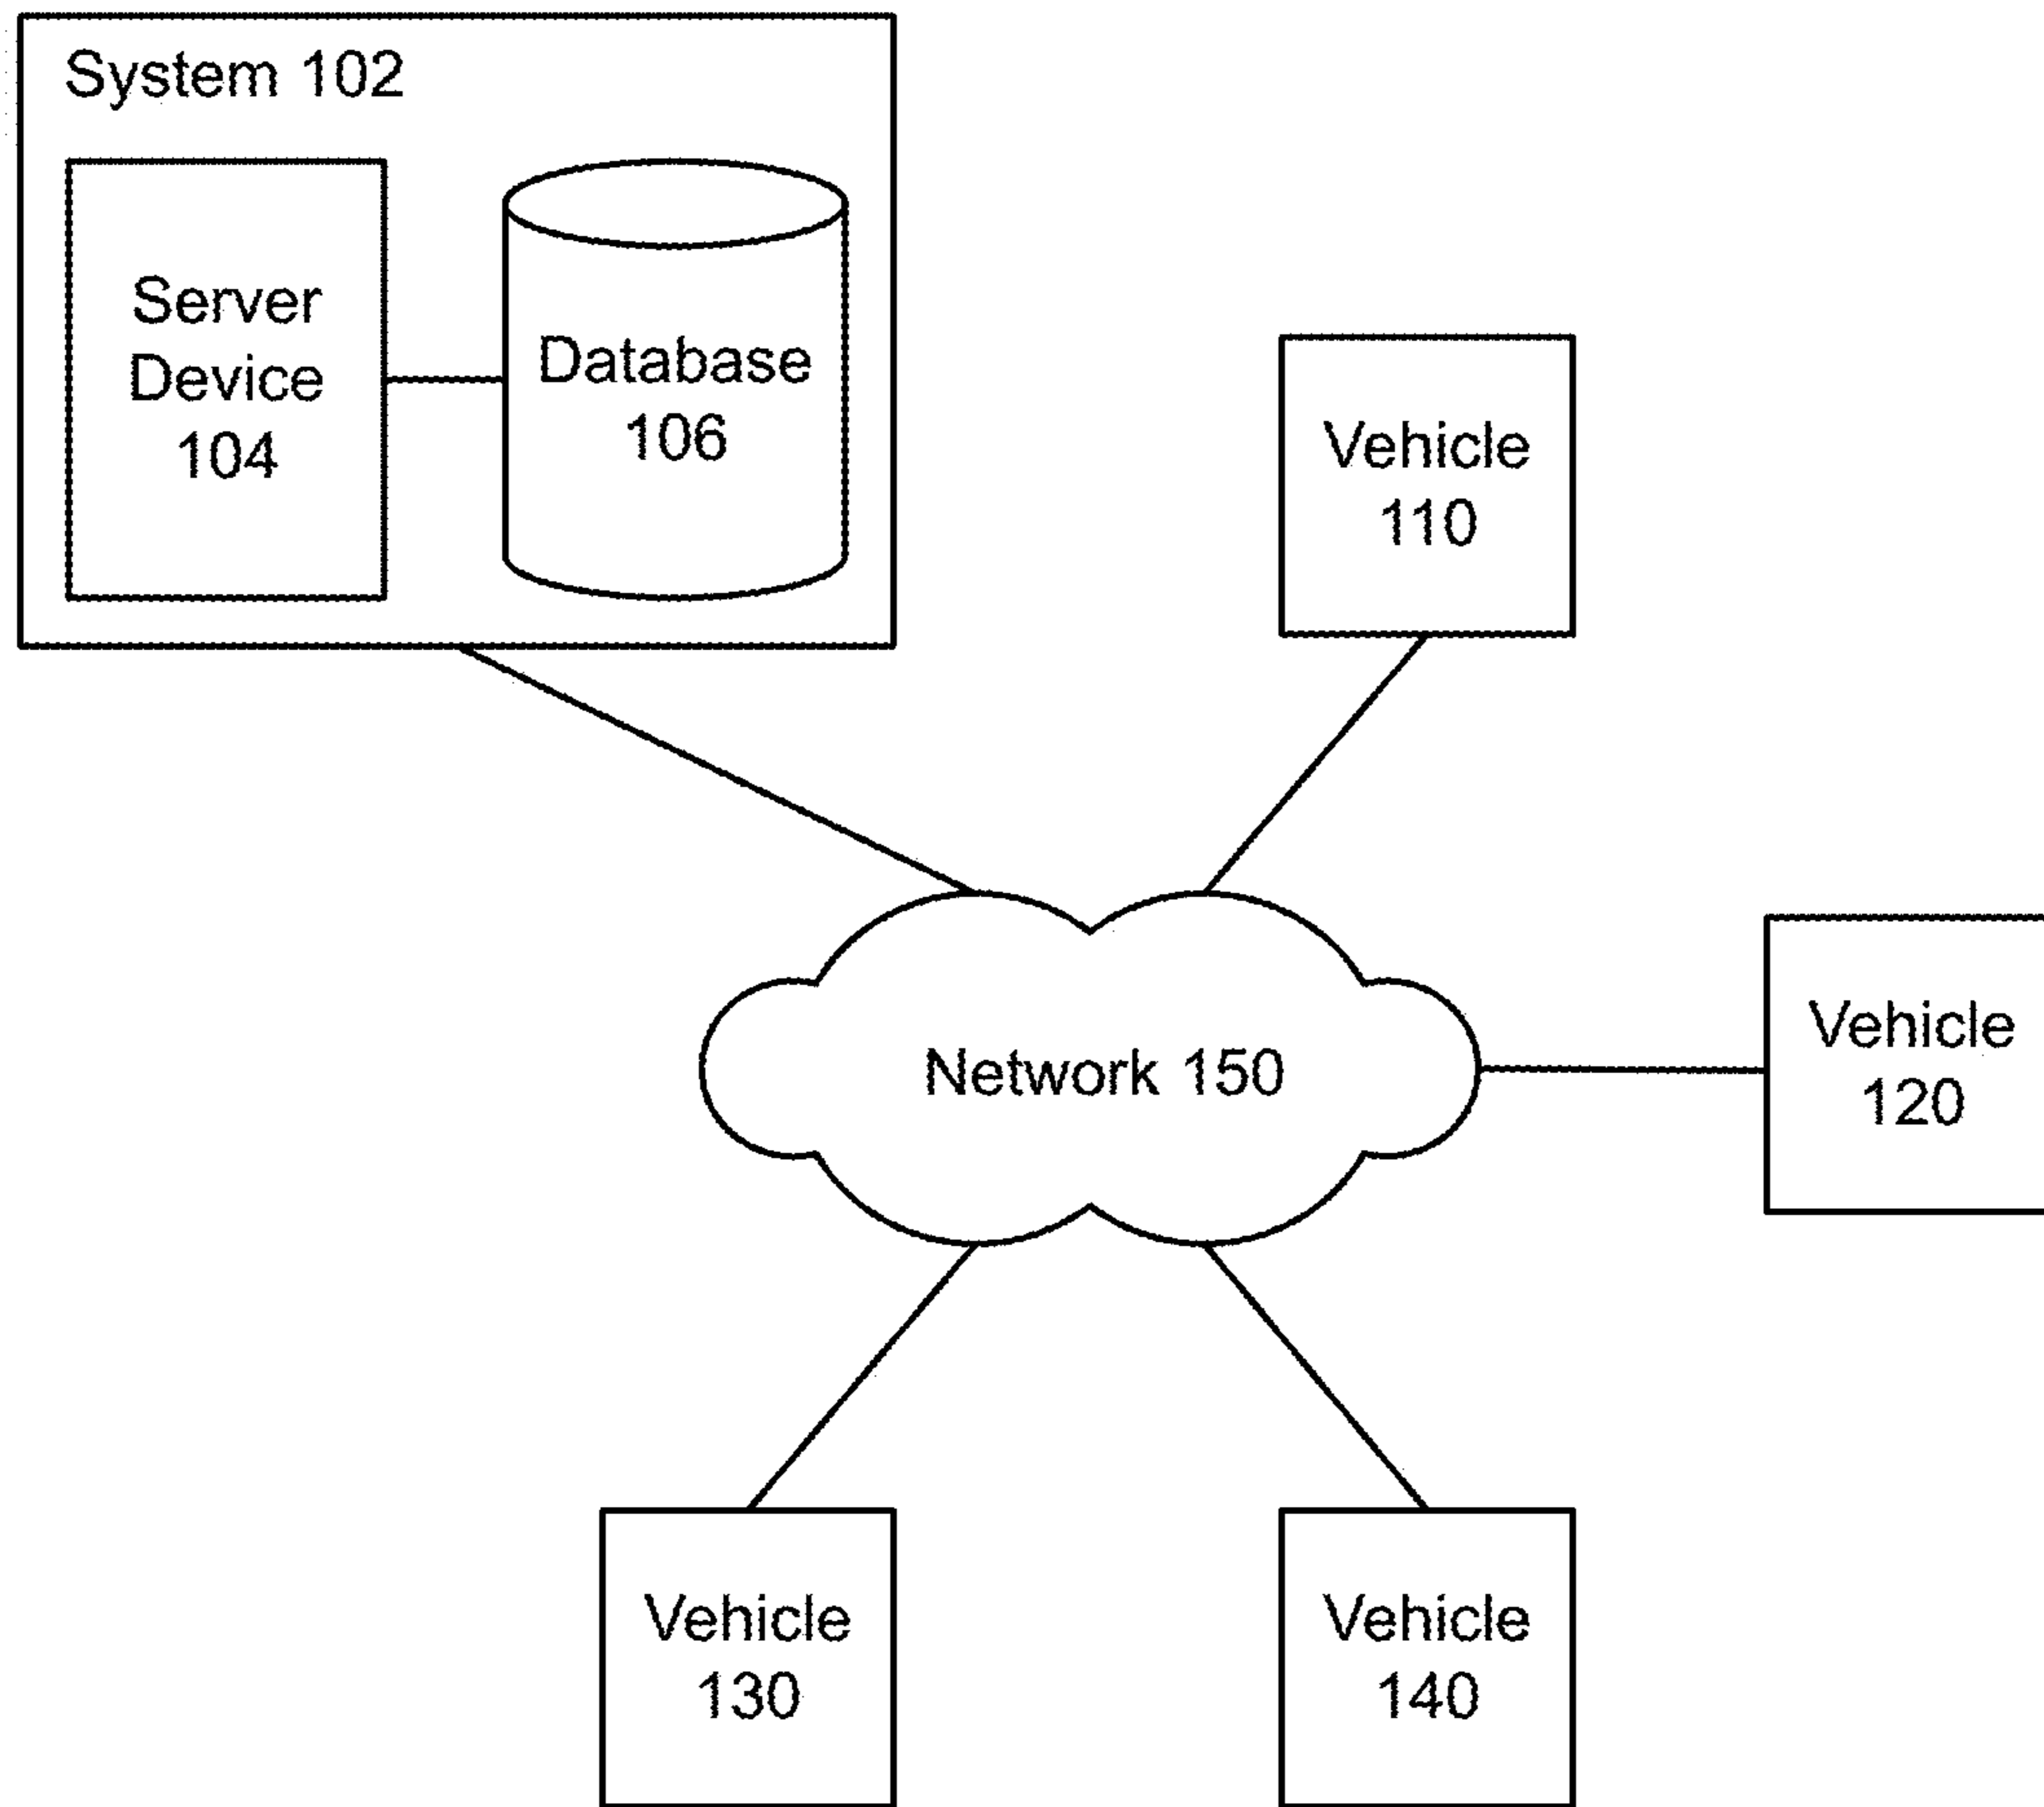 System 102
Server
Device
104
Database
106
Vehicle
110
Network 150
Vehicle
120
Vehicle
130
Vehicle
140